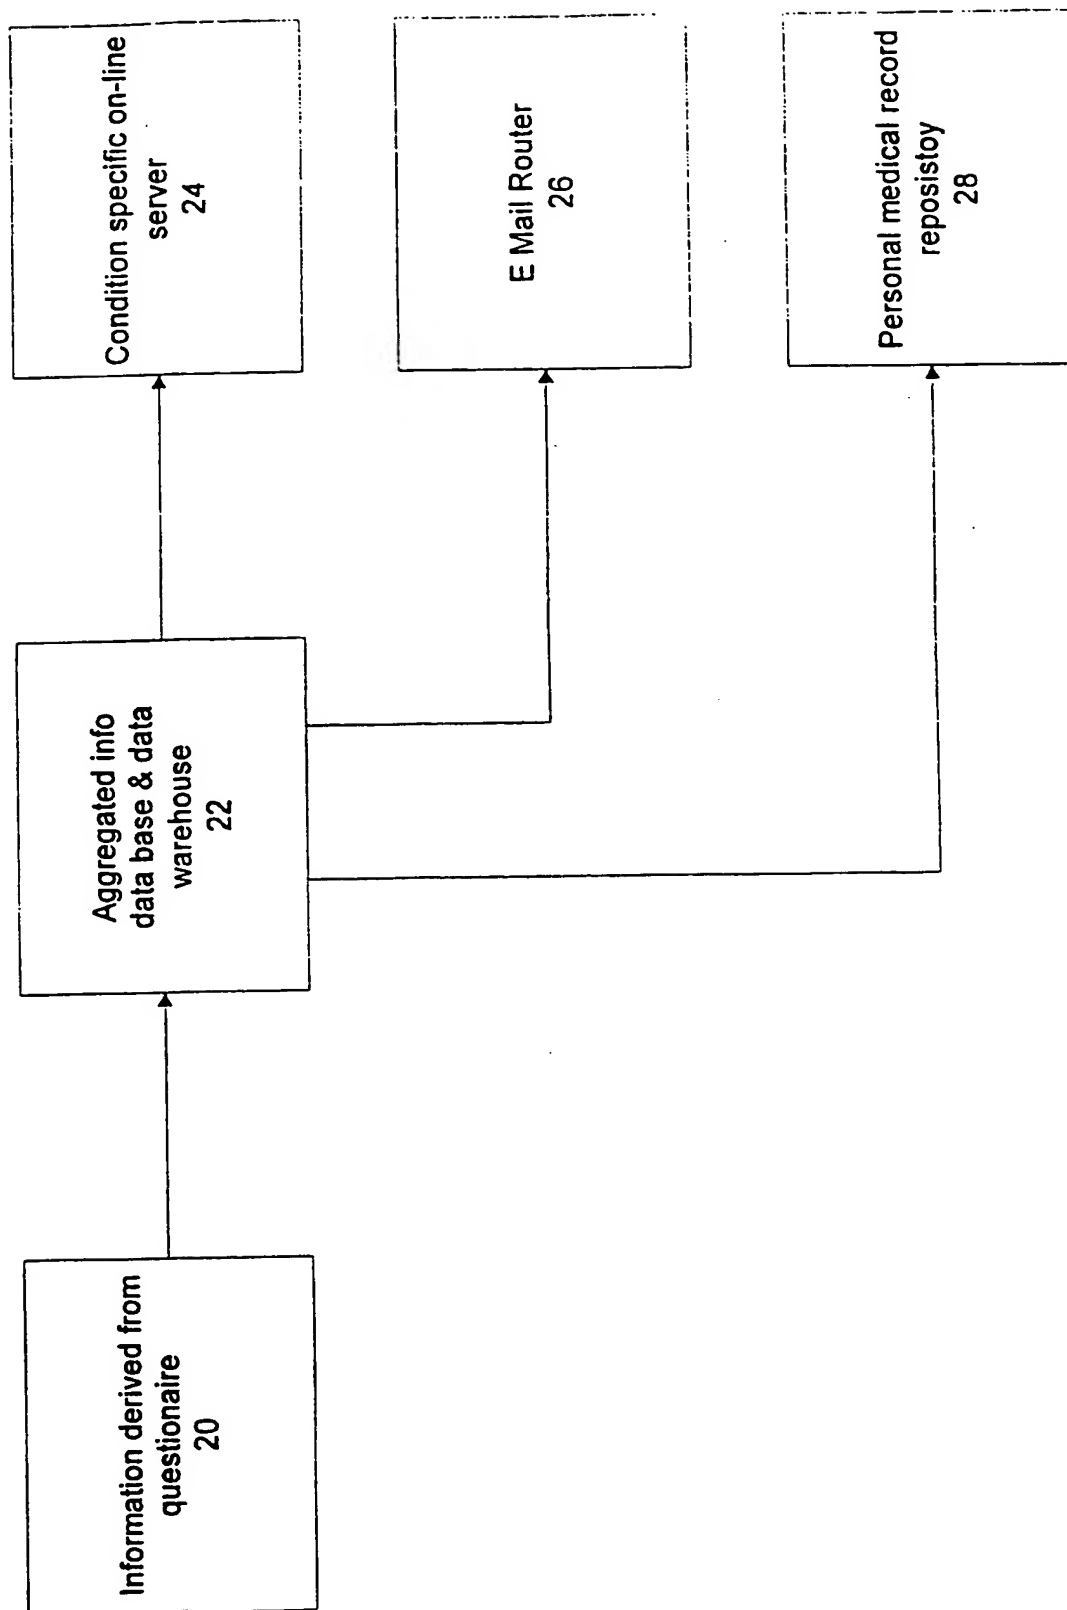 Information derived from
questionaire
20
Aggregated info
data base & data
warehouse
22
Condition specific on-line
server
24
E Mail Router
26
Personal medical record
reposistoy
28